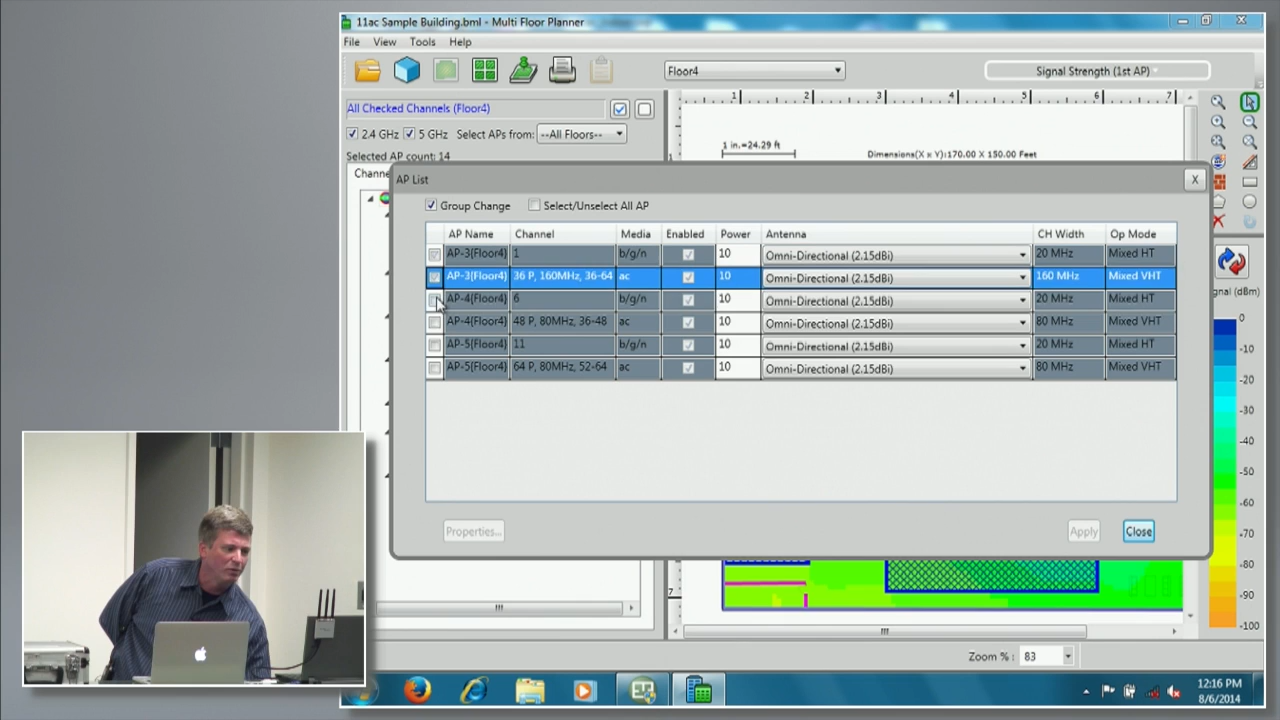 11ac Sample Building.bml - Multi Floor Planner
File View Tools Help
Floor4
Signal Strength (1st AP)
All Checked Channels (Floor4)
2.4 GHz 5 GHz Select APs from: --All Floors--
Selected AP count: 14
Channe
1 2 3 4 5 6 7
1 in.=24.29 ft
Dimensions(X x Y):170.00 X 150.00 Feet
AP List
X
Group Change Select/Unselect All AP
AP Name Channel Media Enabled Power Antenna CH Width Op Mode
AP-3(Floor4) 1 b/g/n 10 Omni-Directional (2.15dBi) 20 MHz Mixed HT
AP-3(Floor4) 36 P, 160MHz, 36-64 ac 10 Omni-Directional (2.15dBi) 160 MHz Mixed VHT
AP-4(Floor4) 6 b/g/n 10 Omni-Directional (2.15dBi) 20 MHz Mixed HT
AP-4(Floor4) 48 P, 80MHz, 36-48 ac 10 Omni-Directional (2.15dBi) 80 MHz Mixed VHT
AP-5(Floor4) 11 b/g/n 10 Omni-Directional (2.15dBi) 20 MHz Mixed HT
AP-5(Floor4) 64 P, 80MHz, 52-64 ac 10 Omni-Directional (2.15dBi) 80 MHz Mixed VHT
Properties...
Apply
Close
gnal (dBm)
0
-10
-20
-30
-40
-50
-60
-70
-80
-90
-100
7
Zoom % : 83
12:16 PM
8/6/2014